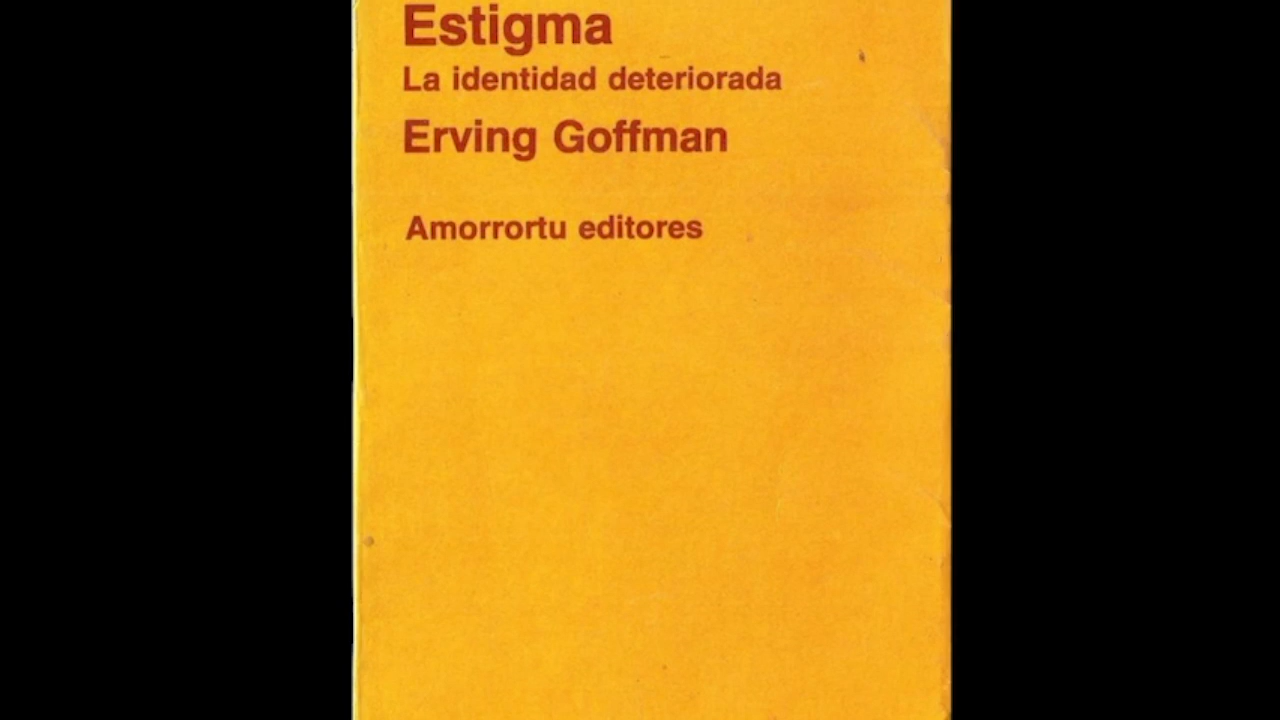 Estigma
La identidad deteriorada
Erving Goffman
Amorrortu editores